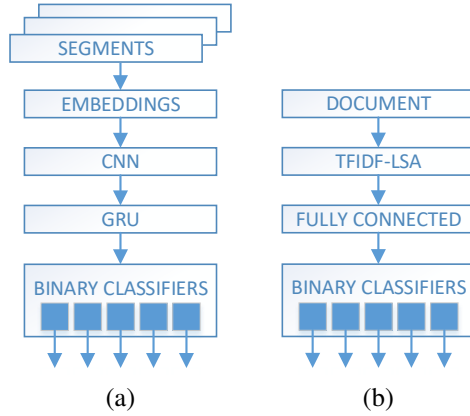 SEGMENTS
EMBEDDINGS
CNN
GRU
BINARY CLASSIFIERS
(a)
DOCUMENT
TFIDF-LSA
FULLY CONNECTED
BINARY CLASSIFIERS
(b)